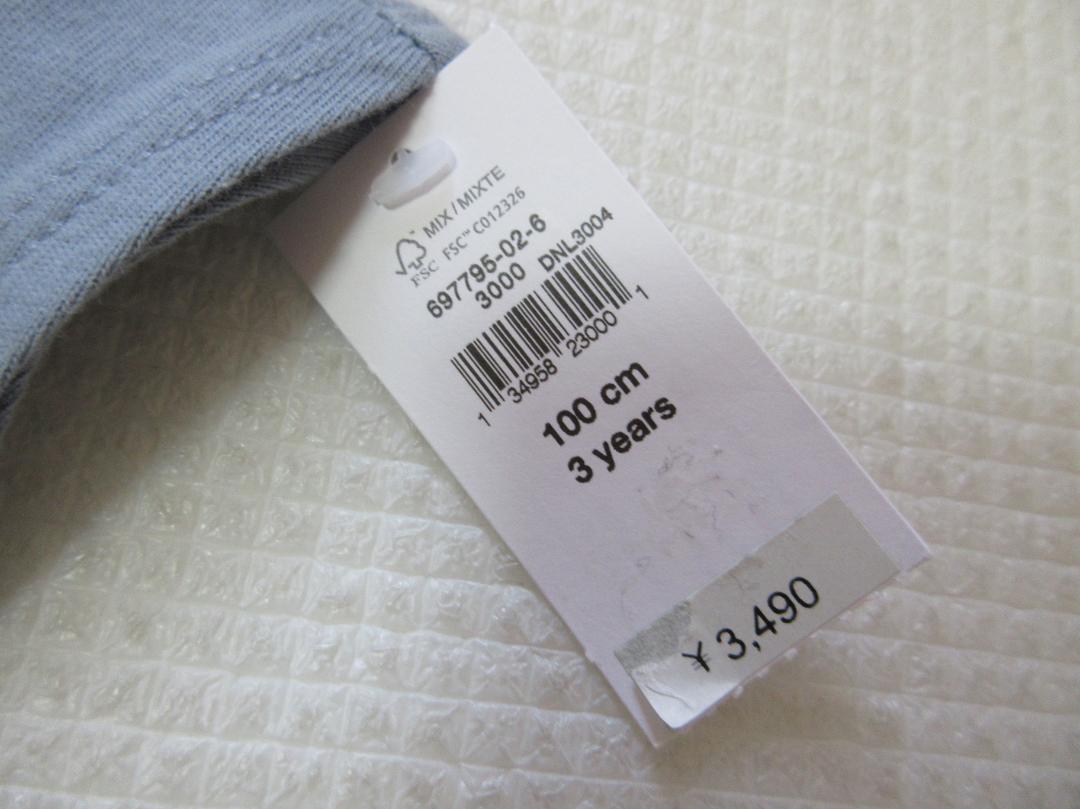 MIX / MIXTE
FSC FSC™ C012326
697795-02-6
3000 DNL3004
1 34958 23000 1
100 cm
3 years
¥ 3,490